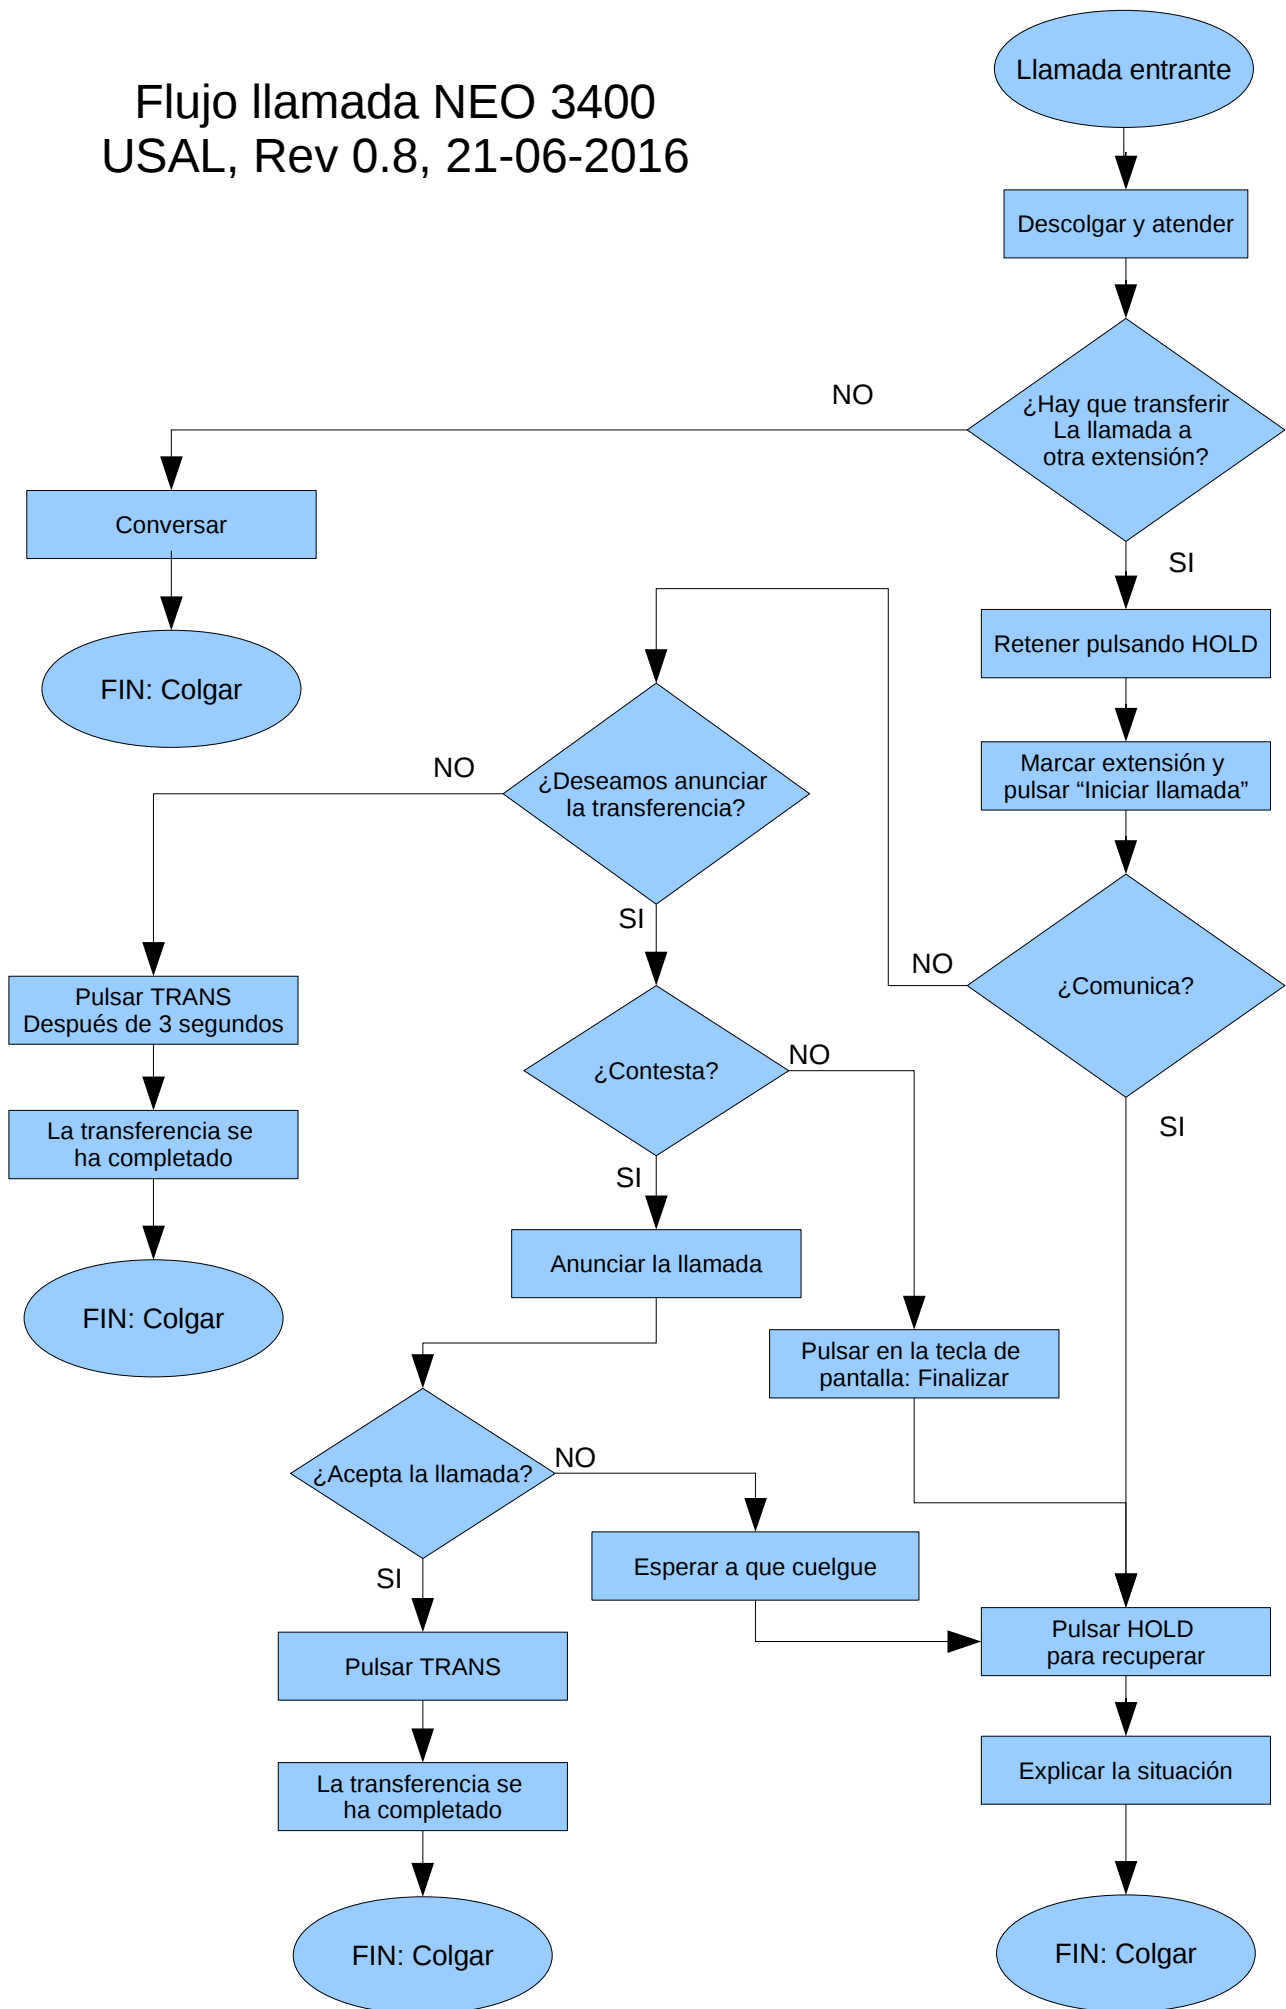 Flujo llamada NEO 3400
USAL, Rev 0.8, 21-06-2016
Llamada entrante
Descolgar y atender
¿Hay que transferir
La llamada a
otra extensión?
NO
Conversar
FIN: Colgar
SI
Retener pulsando HOLD
Marcar extensión y
pulsar “Iniciar llamada”
¿Comunica?
NO
SI
¿Deseamos anunciar
la transferencia?
NO
SI
Pulsar TRANS
Después de 3 segundos
La transferencia se
ha completado
FIN: Colgar
¿Contesta?
NO
SI
Anunciar la llamada
Pulsar en la tecla de
pantalla: Finalizar
¿Acepta la llamada?
NO
SI
Esperar a que cuelgue
Pulsar TRANS
La transferencia se
ha completado
FIN: Colgar
Pulsar HOLD
para recuperar
Explicar la situación
FIN: Colgar